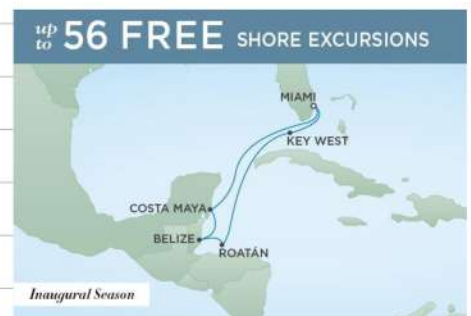 up to 56 FREE SHORE EXCURSIONS
MIAMI
KEY WEST
COSTA MAYA
BELIZE
ROATÁN
Inaugural Season